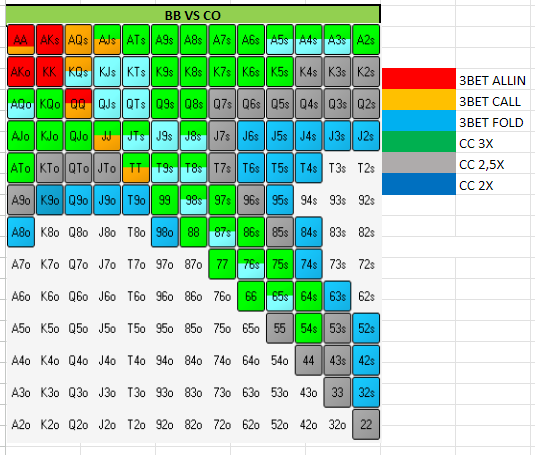 BB VS CO
AA AKs AQs AJs ATs A9s A8s A7s A6s A5s A4s A3s A2s
AKo KK KQs KJs KTs K9s K8s K7s K6s K5s K4s K3s K2s
3BET ALLIN
AQo KQo QQ QJs QTs Q9s Q8s Q7s Q6s Q5s Q4s Q3s Q2s
3BET CALL
AJo KJo QJo JJ JTs J9s J8s J7s J6s J5s J4s J3s J2s
3BET FOLD
CC 3X
ATo KTo QTo JTo TT T9s T8s T7s T6s T5s T4s T3s T2s
CC 2,5X
A9o K9o Q9o J9o T9o 99 98s 97s 96s 95s 94s 93s 92s
CC 2X
A8o K8o Q8o J8o T8o 98o 88 87s 86s 85s 84s 83s 82s
A7o K7o Q7o J7o T7o 97o 87o 77 76s 75s 74s 73s 72s
A6o K6o Q6o J6o T6o 96o 86o 76o 66 65s 64s 63s 62s
A5o K5o Q5o J5o T5o 95o 85o 75o 65o 55 54s 53s 52s
A4o K4o Q4o J4o T4o 94o 84o 74o 64o 54o 44 43s 42s
A3o K3o Q3o J3o T3o 93o 83o 73o 63o 53o 43o 33 32s
A2o K2o Q2o J2o T2o 92o 82o 72o 62o 52o 42o 32o 22